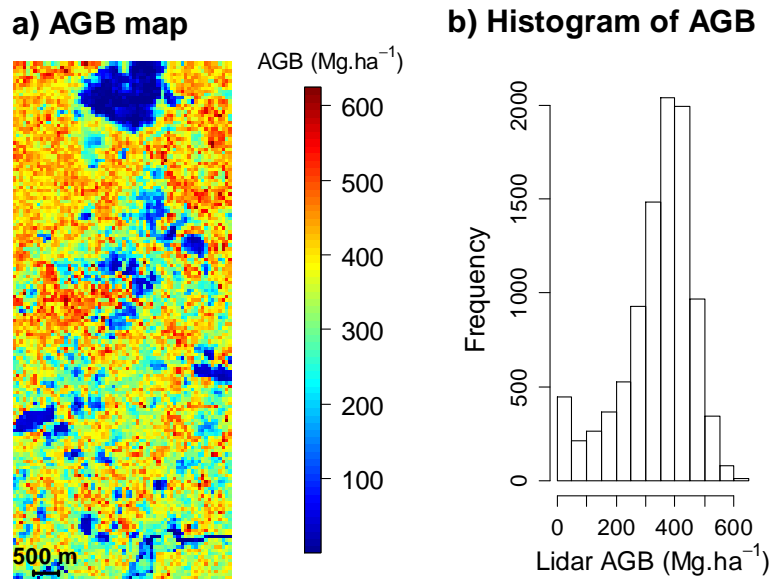 a) AGB map
AGB (Mg.ha⁻¹)
600
500
400
300
200
100
500 m
b) Histogram of AGB
Frequency
2000
1500
1000
500
0
0 200 400 600
Lidar AGB (Mg.ha⁻¹)